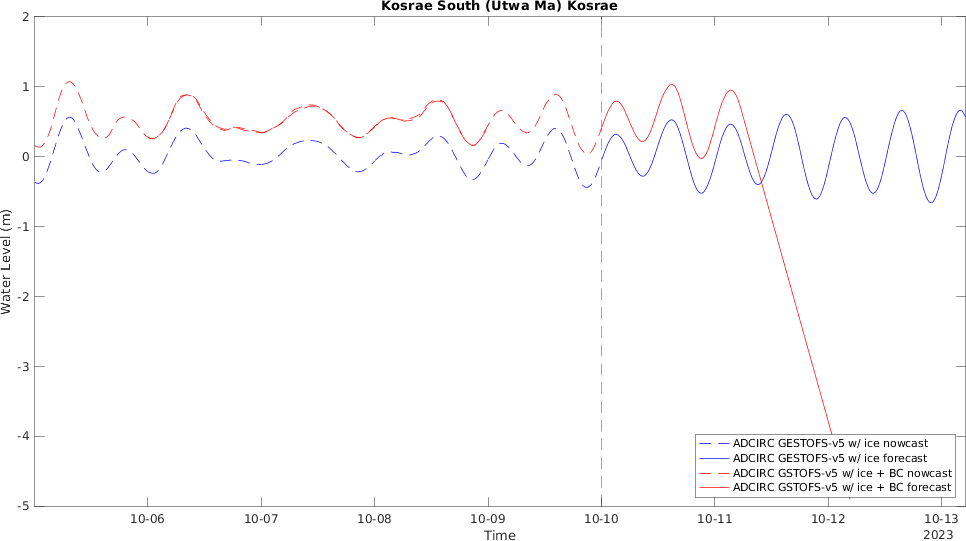 Kosrae South (Utwa Ma) Kosrae
2
1
0
-1
-2
-3
-4
-5
Water Level (m)
ADCIRC GESTOFS-v5 w/ ice nowcast
ADCIRC GESTOFS-v5 w/ ice forecast
ADCIRC GSTOFS-v5 w/ ice + BC nowcast
ADCIRC GSTOFS-v5 w/ ice + BC forecast
10-06 10-07 10-08 10-09 10-10 10-11 10-12 10-13
Time
2023